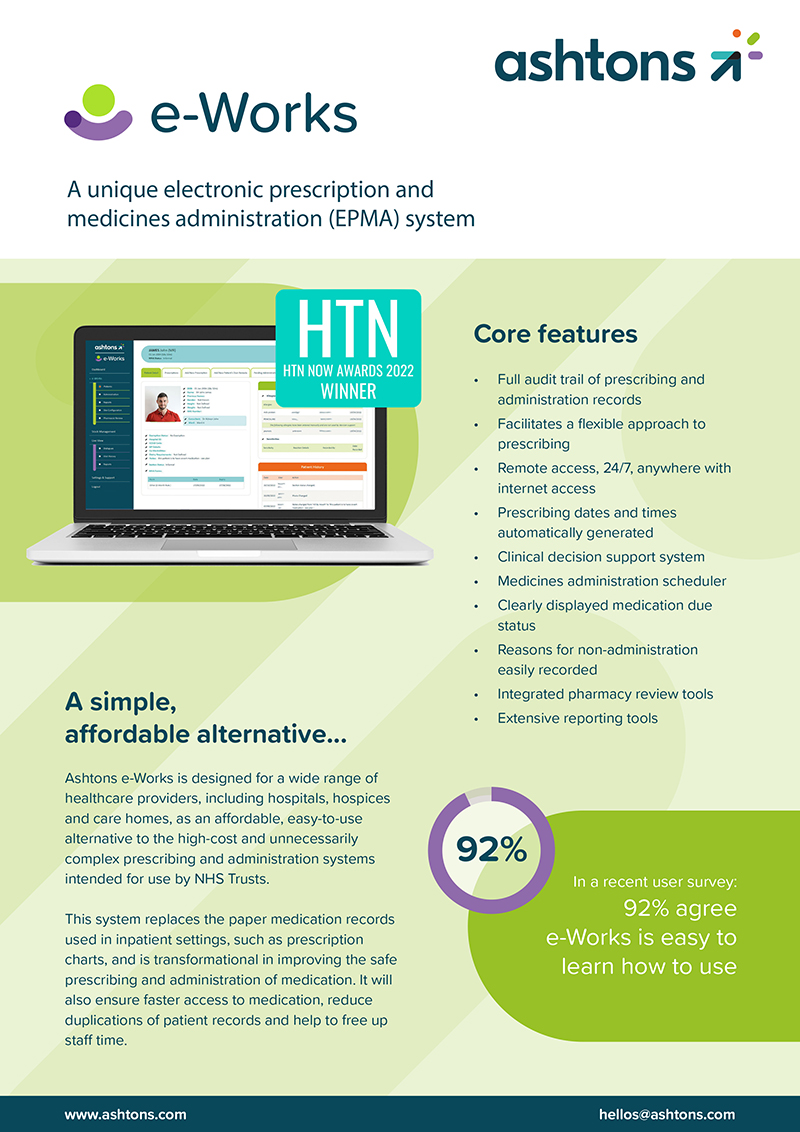 ashtons
e-Works
A unique electronic prescription and
medicines administration (EPMA) system
HTN
HTN NOW AWARDS 2022
WINNER
ashtons
e-Works
Patient History
Core features
• Full audit trail of prescribing and
administration records
• Facilitates a flexible approach to
prescribing
• Remote access, 24/7, anywhere with
internet access
• Prescribing dates and times
automatically generated
• Clinical decision support system
• Medicines administration scheduler
• Clearly displayed medication due
status
• Reasons for non-administration
easily recorded
• Integrated pharmacy review tools
• Extensive reporting tools
A simple,
affordable alternative...
Ashtons e-Works is designed for a wide range of
healthcare providers, including hospitals, hospices
and care homes, as an affordable, easy-to-use
alternative to the high-cost and unnecessarily
complex prescribing and administration systems
intended for use by NHS Trusts.
This system replaces the paper medication records
used in inpatient settings, such as prescription
charts, and is transformational in improving the safe
prescribing and administration of medication. It will
also ensure faster access to medication, reduce
duplications of patient records and help to free up
staff time.
92%
In a recent user survey:
92% agree
e-Works is easy to
learn how to use
www.ashtons.com
hellos@ashtons.com